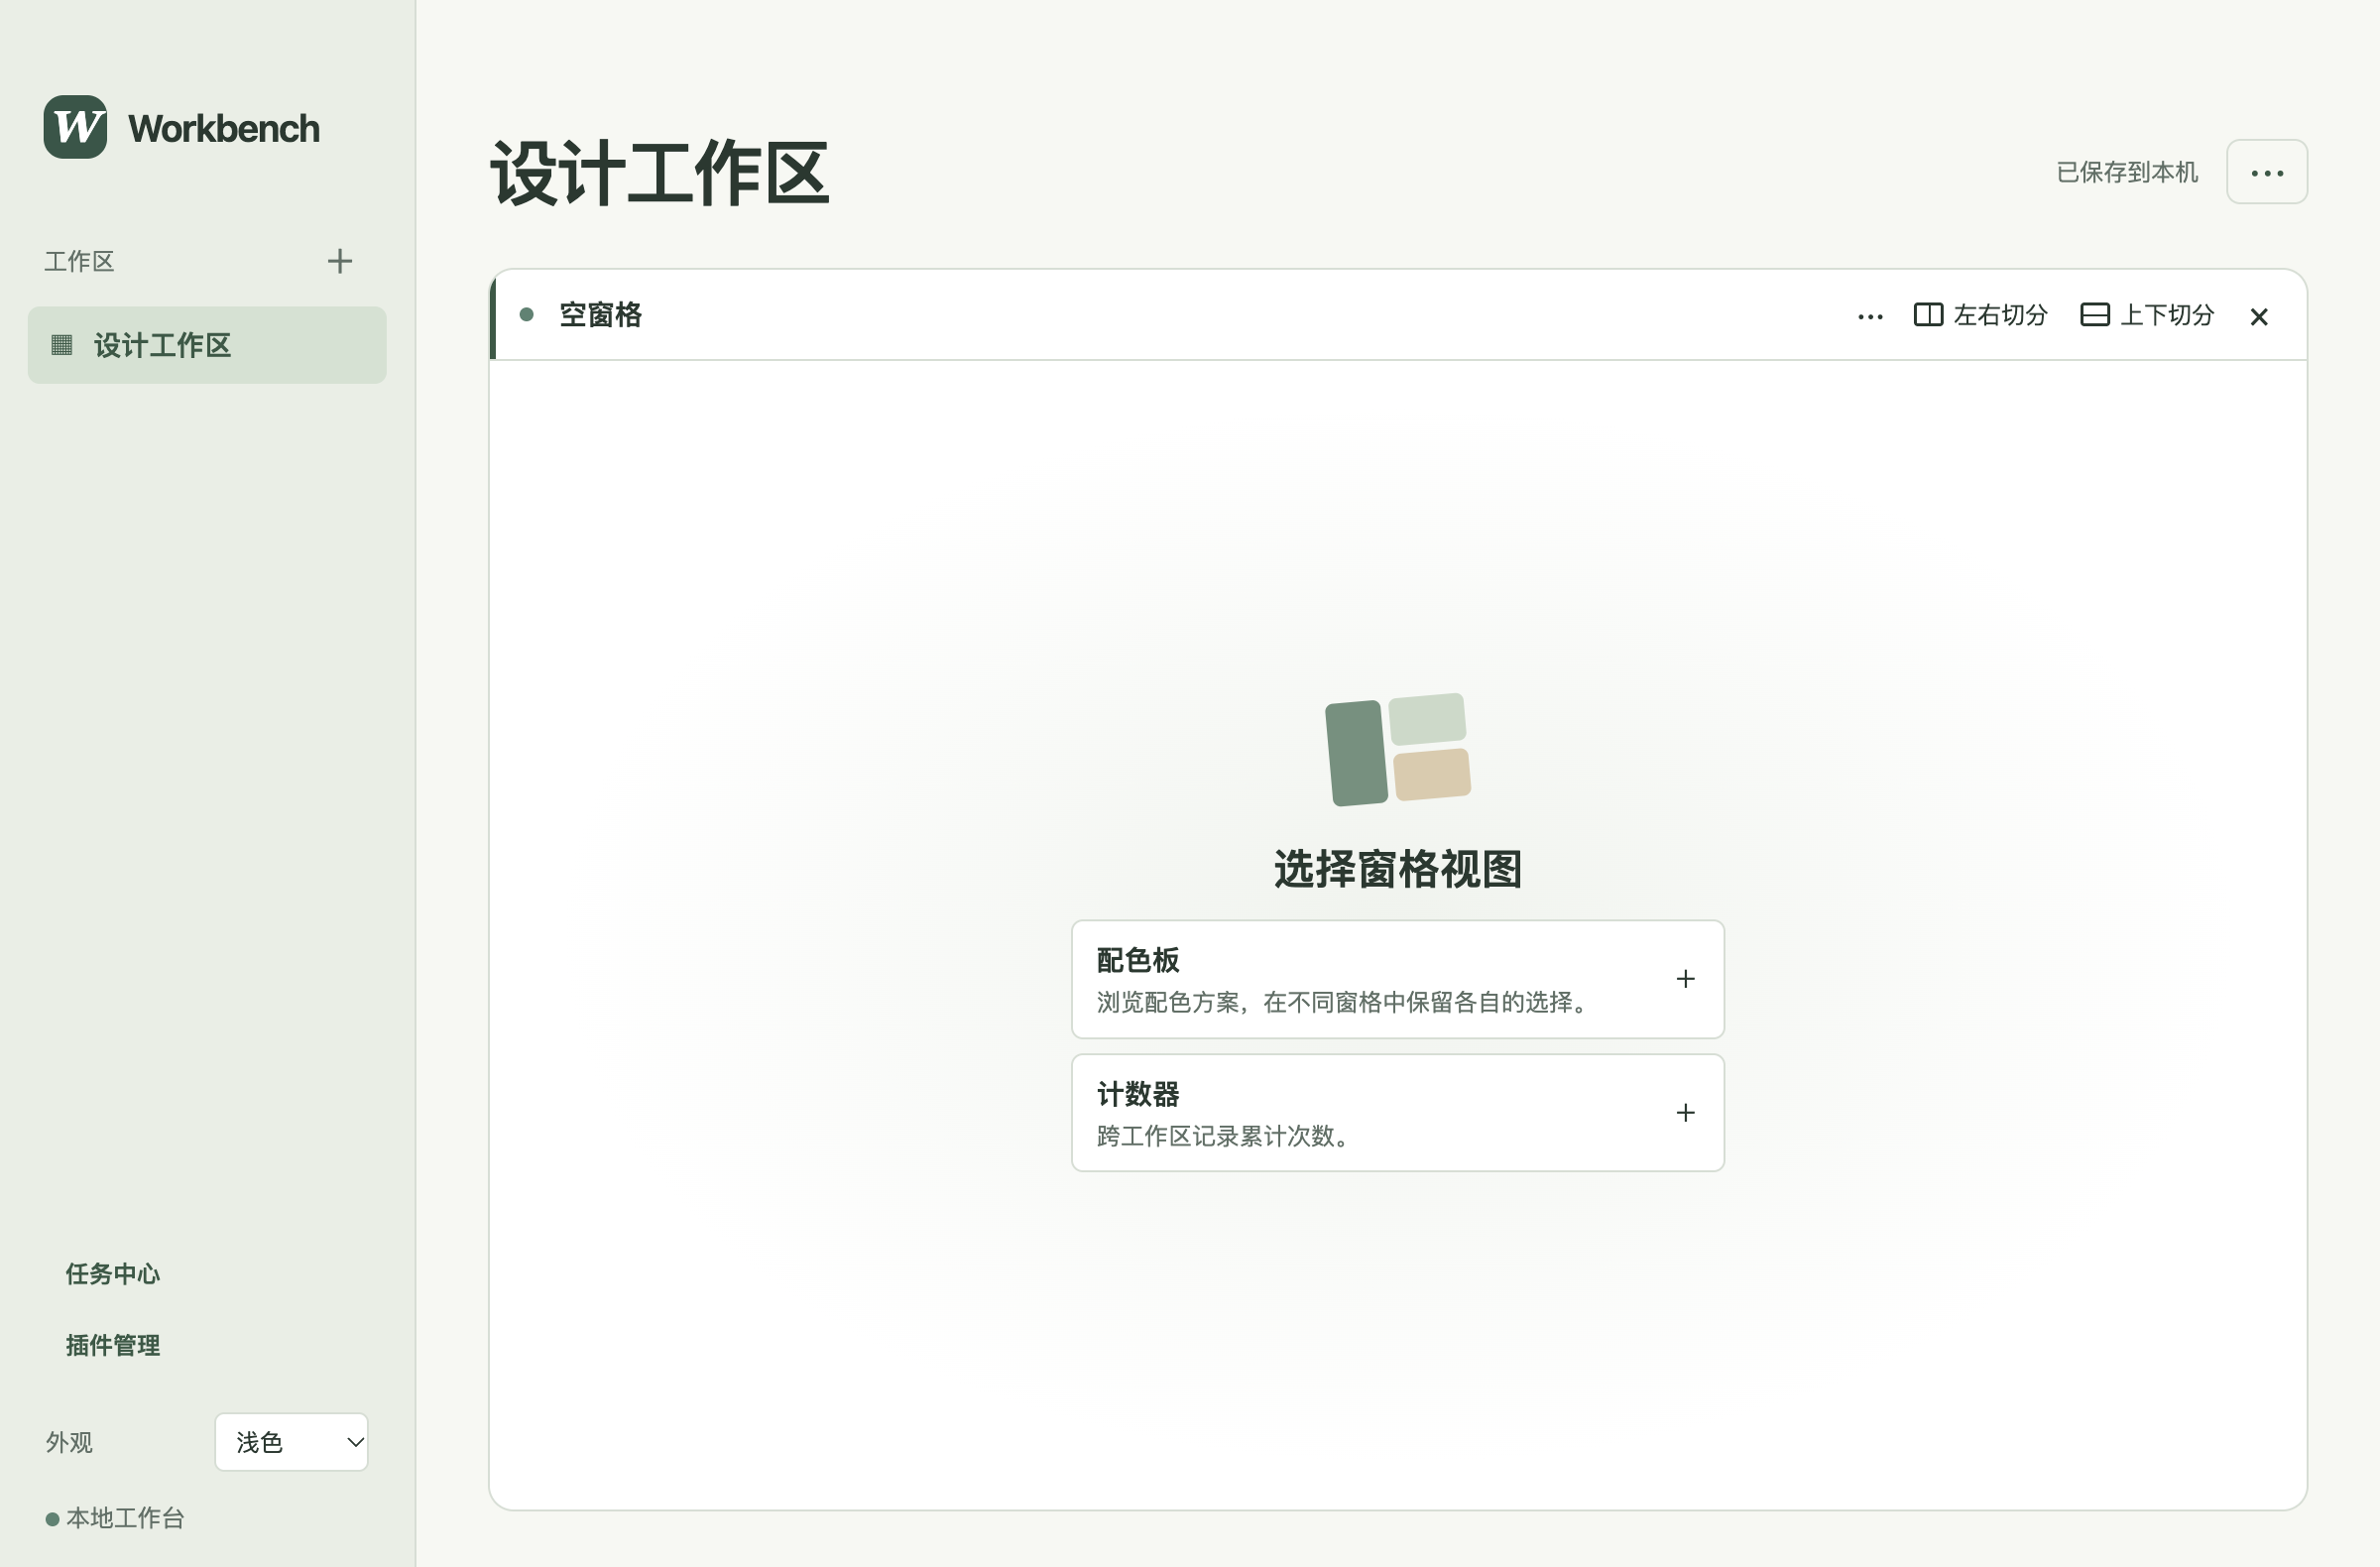 W Workbench
工作区
设计工作区
任务中心
插件管理
外观
浅色
本地工作台
设计工作区
已保存到本机
空窗格
左右切分
上下切分
选择窗格视图
配色板
浏览配色方案，在不同窗格中保留各自的选择。
计数器
跨工作区记录累计次数。